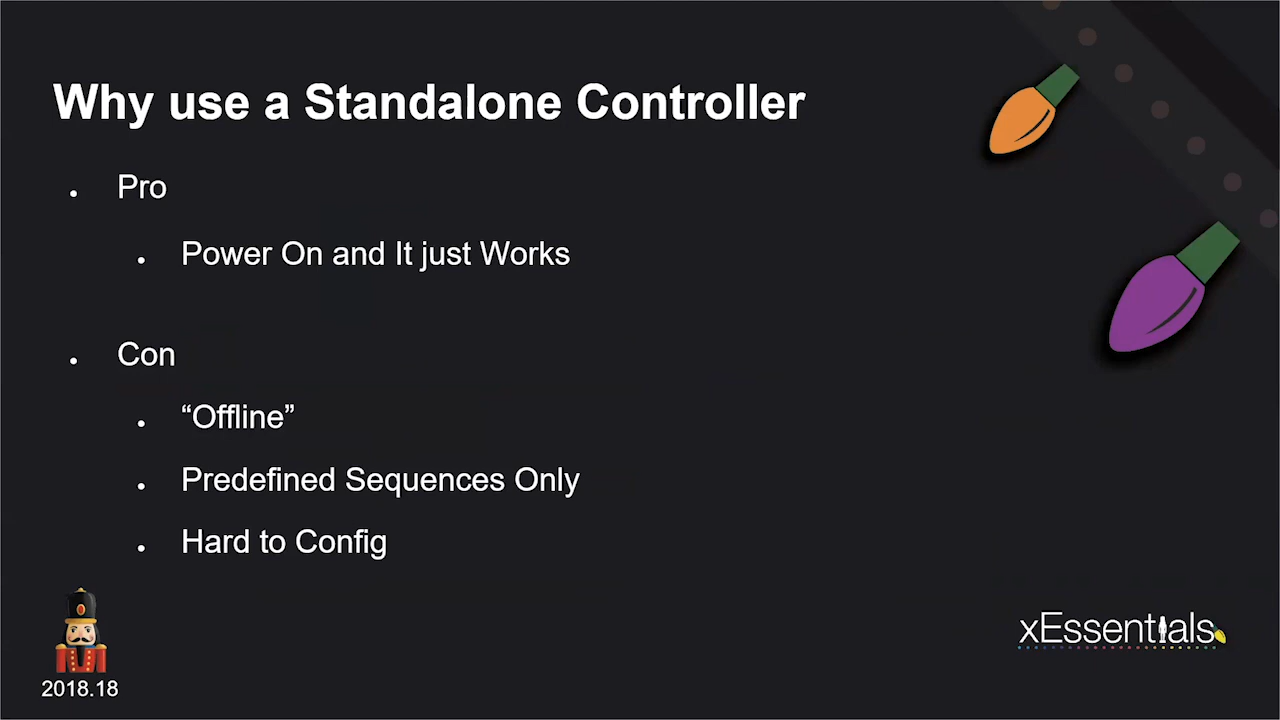 Why use a Standalone Controller
Pro
Power On and It just Works
Con
“Offline”
Predefined Sequences Only
Hard to Config
2018.18
xEssentials